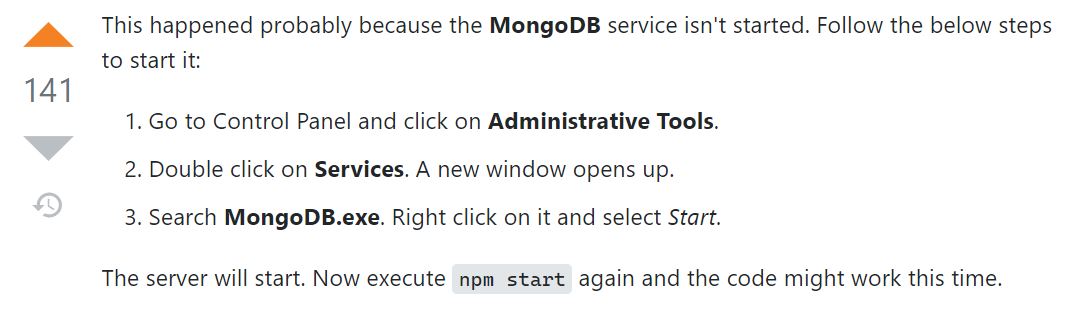 This happened probably because the MongoDB service isn't started. Follow the below steps
to start it:
141
1. Go to Control Panel and click on Administrative Tools.
2. Double click on Services. A new window opens up.
3. Search MongoDB.exe. Right click on it and select Start.
The server will start. Now execute npm start again and the code might work this time.